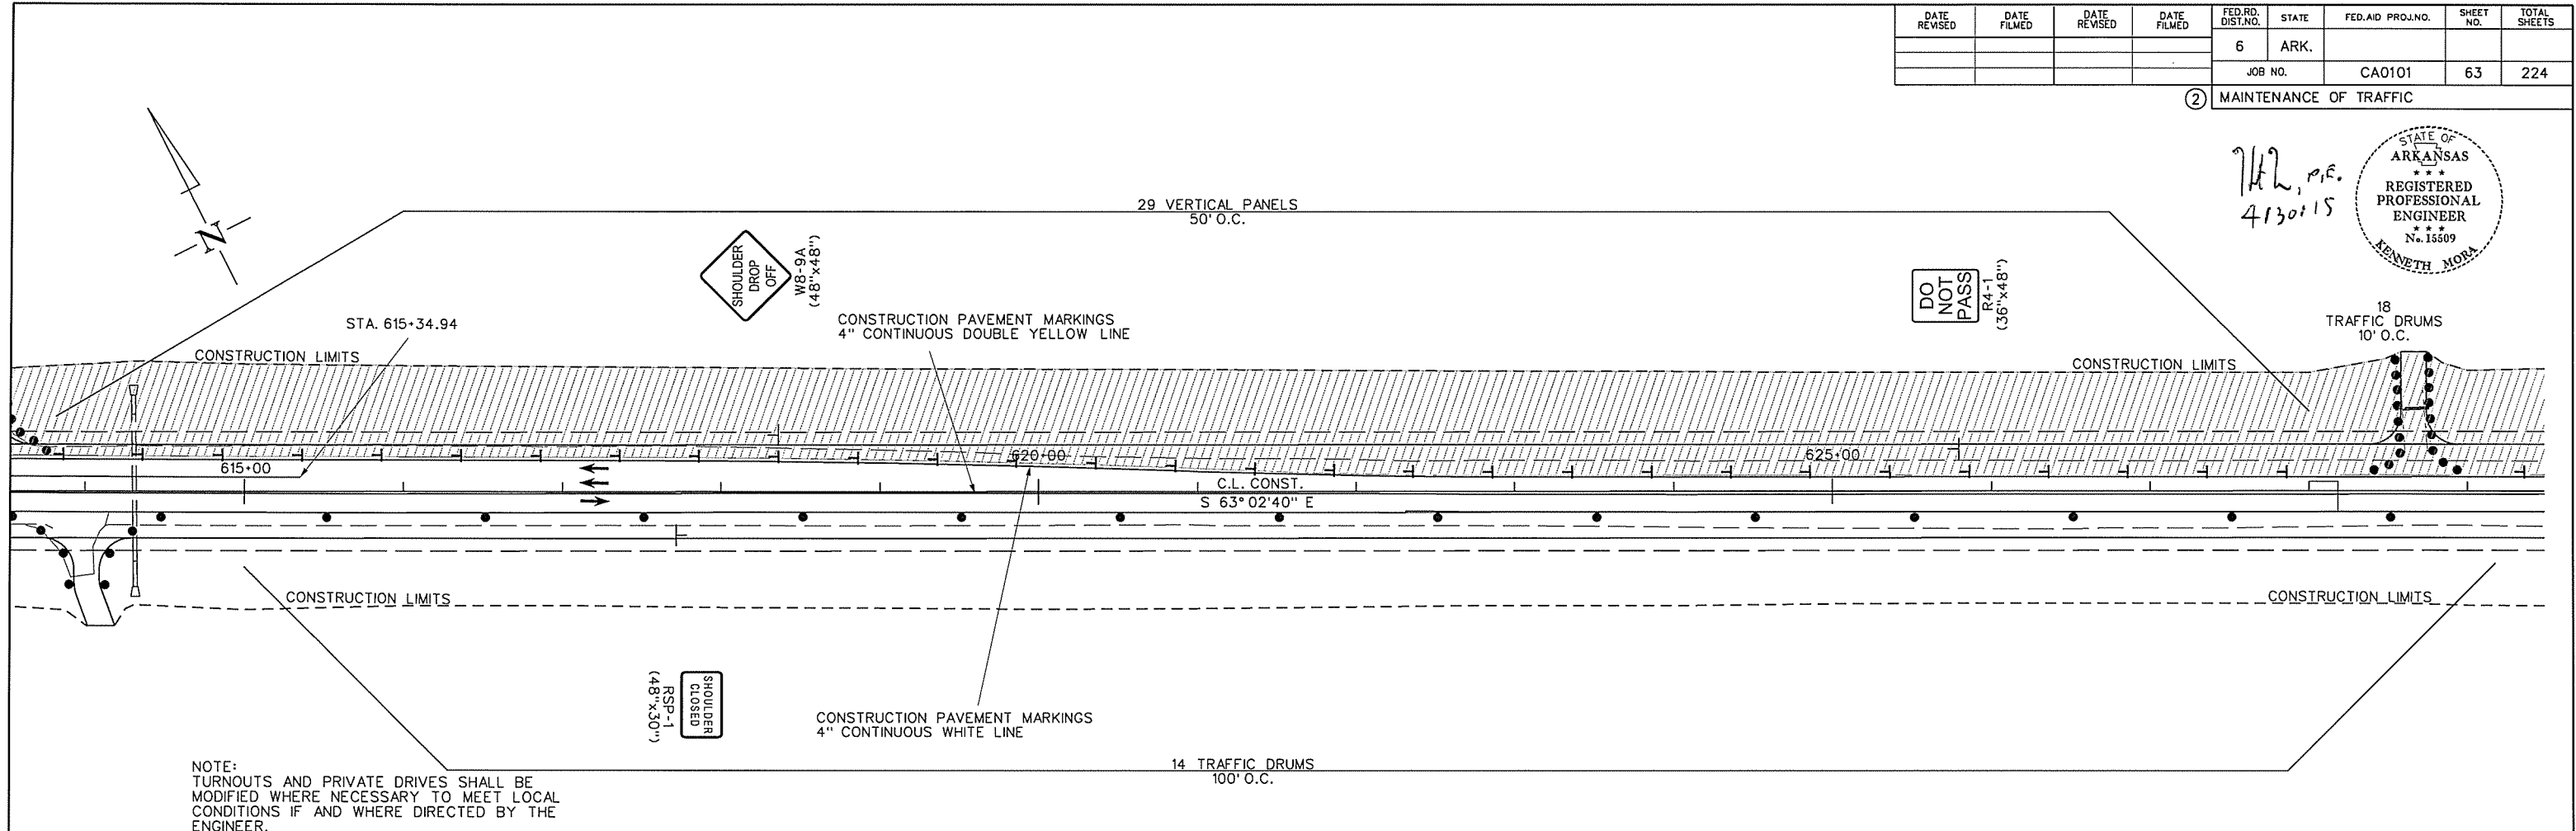 DATE REVISED
DATE FILMED
DATE REVISED
DATE FILMED
FED.RD. DIST.NO.
STATE
FED.AID PROJ.NO.
SHEET NO.
TOTAL SHEETS
6
ARK.
JOB NO.
CA0101
63
224
2
MAINTENANCE OF TRAFFIC
P.E.
4/30/15
STATE OF
ARKANSAS
REGISTERED
PROFESSIONAL
ENGINEER
No. 15509
KENNETH MORA
N
29 VERTICAL PANELS
50' O.C.
SHOULDER
DROP
OFF
W8-9A
(48"x48")
DO
NOT
PASS
R4-1
(36"x48")
18
TRAFFIC DRUMS
10' O.C.
STA. 615+34.94
CONSTRUCTION PAVEMENT MARKINGS
4" CONTINUOUS DOUBLE YELLOW LINE
CONSTRUCTION LIMITS
CONSTRUCTION LIMITS
615+00
620+00
625+00
C.L. CONST.
S 63° 02'40" E
CONSTRUCTION LIMITS
CONSTRUCTION LIMITS
SHOULDER
CLOSED
RSP-1
(48"x30")
CONSTRUCTION PAVEMENT MARKINGS
4" CONTINUOUS WHITE LINE
14 TRAFFIC DRUMS
100' O.C.
NOTE:
TURNOUTS AND PRIVATE DRIVES SHALL BE
MODIFIED WHERE NECESSARY TO MEET LOCAL
CONDITIONS IF AND WHERE DIRECTED BY THE
ENGINEER.